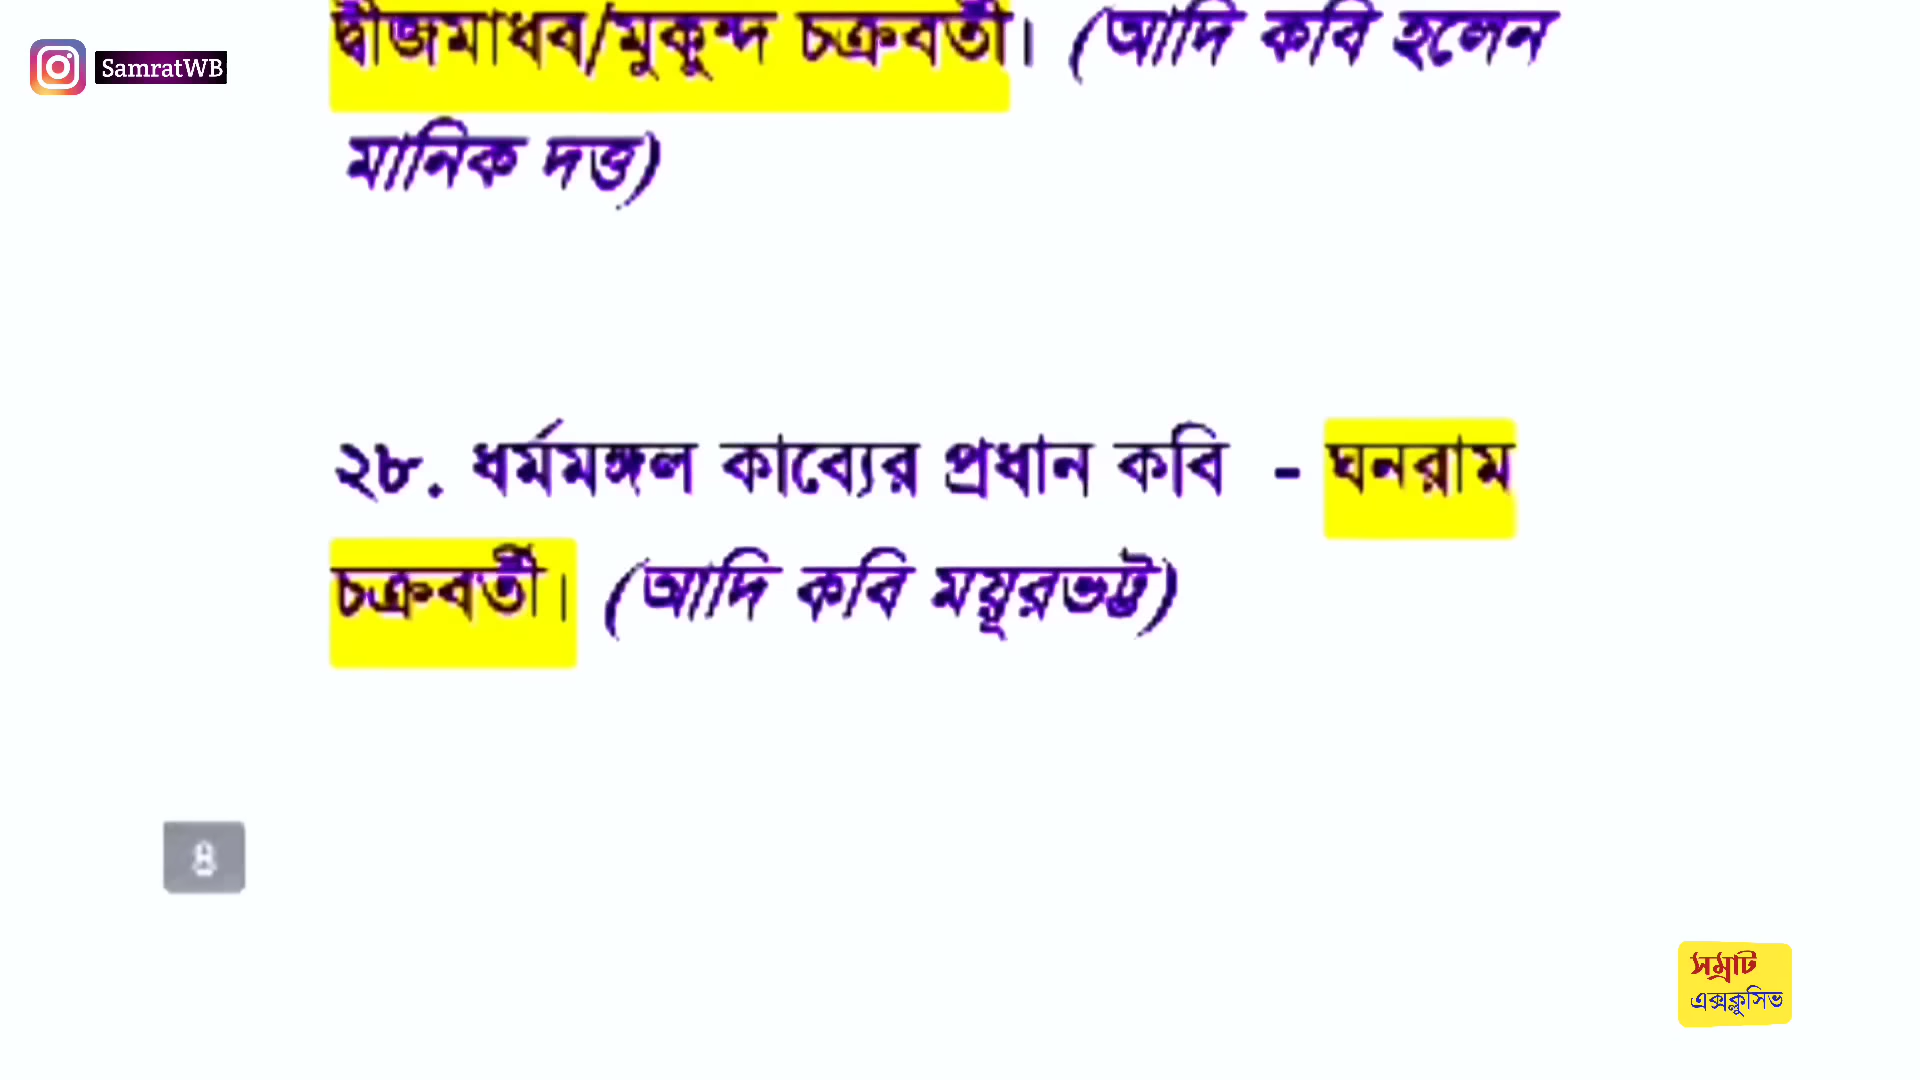 দ্বীজমাধব/মুকুন্দ চক্রবর্তী। (আদি কবি হলেন
SamratWB
মানিক দত্ত)
২৮. ধর্মমঙ্গল কাব্যের প্রধান কবি - ঘনরাম
চক্রবর্তী। (আদি কবি ময়ূরভট্ট)
সম্রাট
এক্সক্লুসিভ